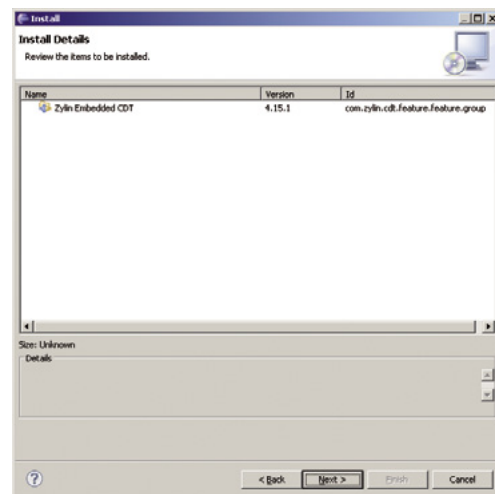 Install
Install Details
Review the items to be installed.
Name Version Id
Zylin Embedded CDT 4.15.1 com.zylin.cdt.feature.feature.group
Size: Unknown
Details
?
< Back Next > Finish Cancel